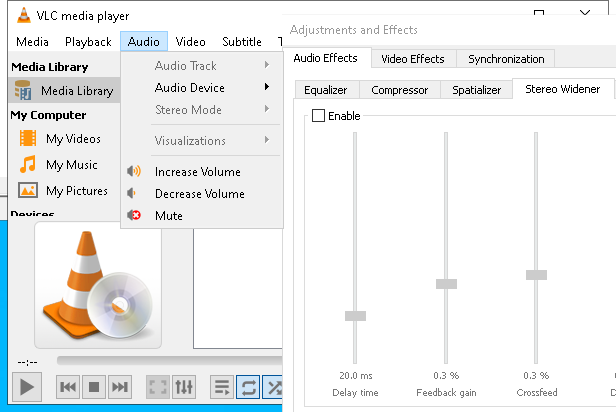 VLC media player
Media Playback Audio Video Subtitle
Media Library
Media Library
My Computer
My Videos
My Music
My Pictures
Devices
Audio Track
Audio Device
Stereo Mode
Visualizations
Increase Volume
Decrease Volume
Mute
--:--
Adjustments and Effects
Audio Effects Video Effects Synchronization
Equalizer Compressor Spatializer Stereo Widener
Enable
20.0 ms 0.3 % 0.3 %
Delay time Feedback gain Crossfeed